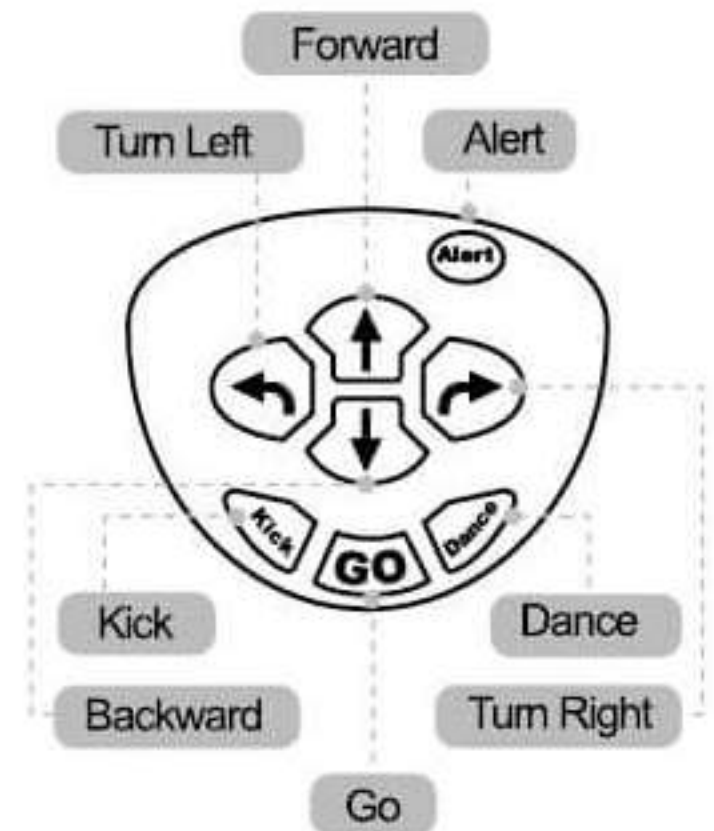 Forward
Turn Left
Alert
Alert
Kick
GO
Dance
Kick
Dance
Backward
Turn Right
Go